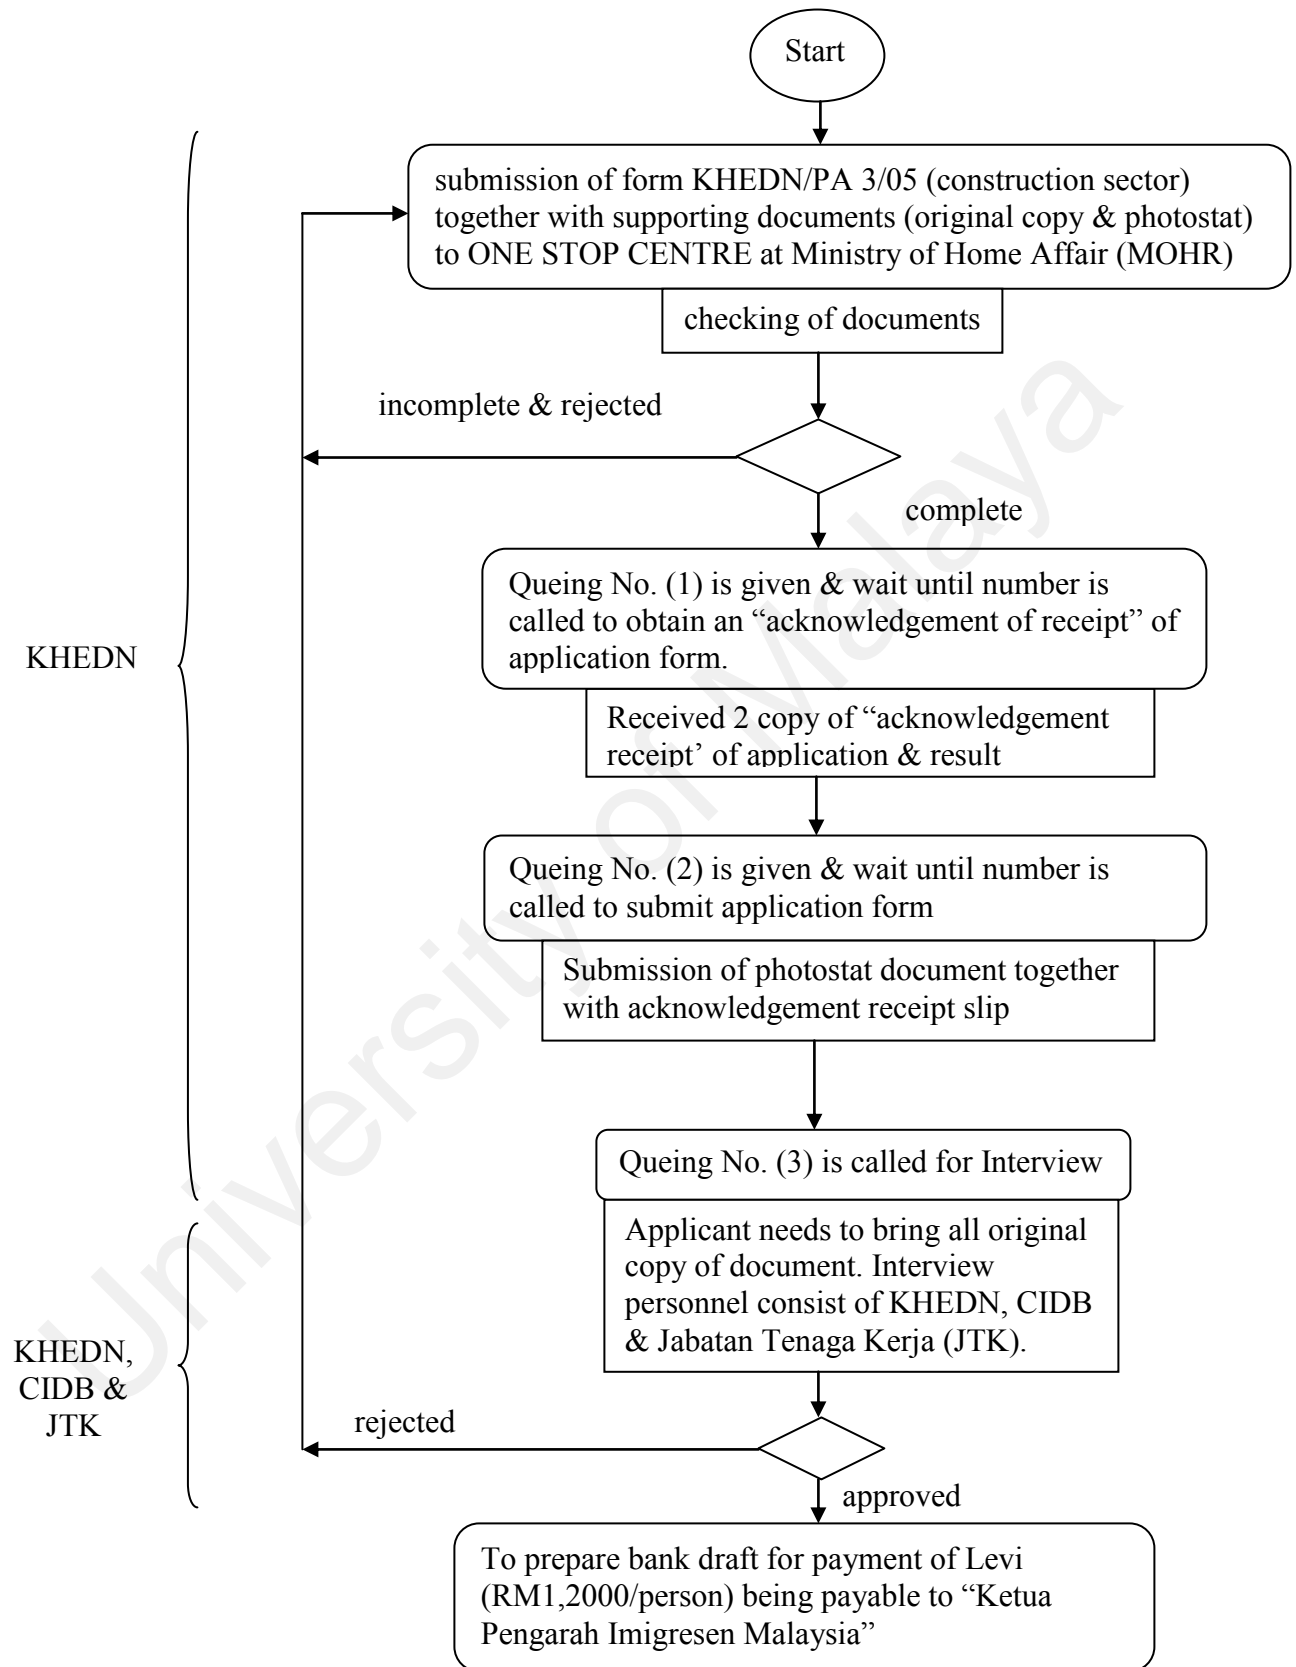 Start
submission of form KHEDN/PA 3/05 (construction sector)
together with supporting documents (original copy & photostat)
to ONE STOP CENTRE at Ministry of Home Affair (MOHR)
checking of documents
incomplete & rejected
complete
Queing No. (1) is given & wait until number is
called to obtain an “acknowledgement of receipt” of
application form.
KHEDN
Received 2 copy of “acknowledgement
receipt’ of application & result
Queing No. (2) is given & wait until number is
called to submit application form
Submission of photostat document together
with acknowledgement receipt slip
Queing No. (3) is called for Interview
Applicant needs to bring all original
copy of document. Interview
personnel consist of KHEDN, CIDB
& Jabatan Tenaga Kerja (JTK).
KHEDN,
CIDB &
JTK
rejected
approved
To prepare bank draft for payment of Levi
(RM1,2000/person) being payable to “Ketua
Pengarah Imigresen Malaysia”
University of Malaya